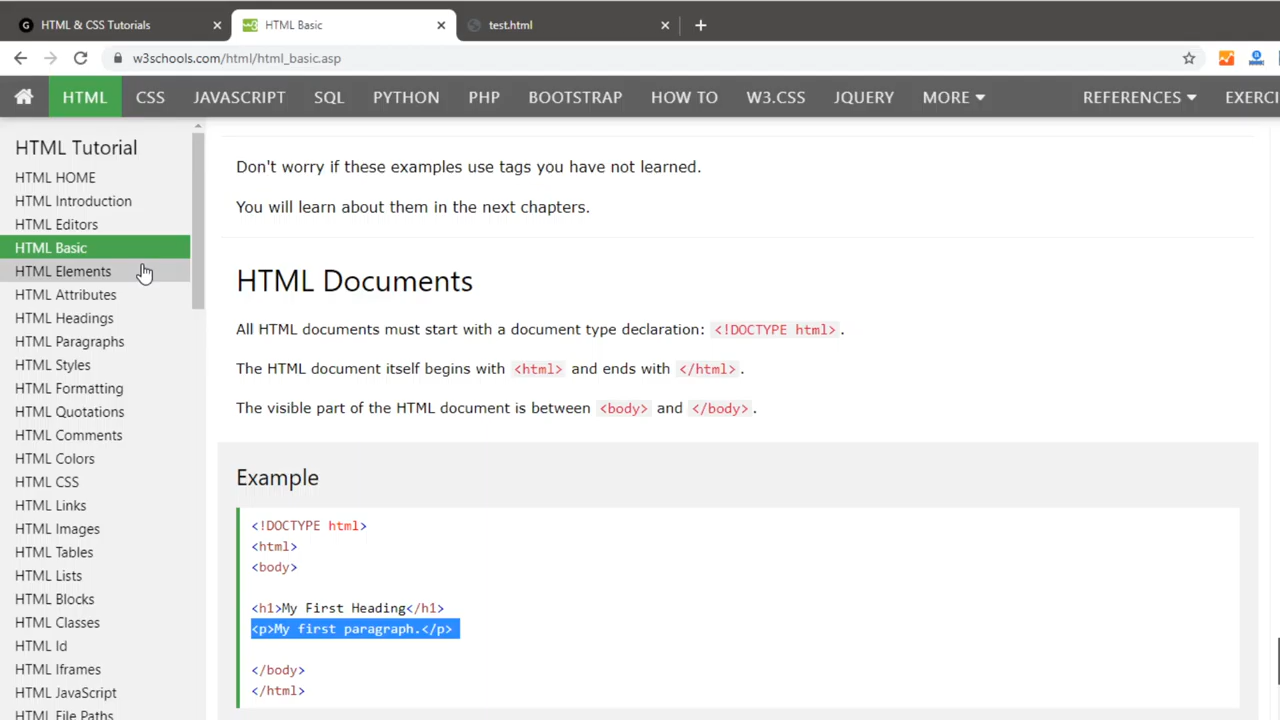 HTML & CSS Tutorials
HTML Basic
test.html
w3schools.com/html/html_basic.asp
HTML CSS JAVASCRIPT SQL PYTHON PHP BOOTSTRAP HOW TO W3.CSS JQUERY MORE REFERENCES EXERCI
HTML Tutorial
HTML HOME
HTML Introduction
HTML Editors
HTML Basic
HTML Elements
HTML Attributes
HTML Headings
HTML Paragraphs
HTML Styles
HTML Formatting
HTML Quotations
HTML Comments
HTML Colors
HTML CSS
HTML Links
HTML Images
HTML Tables
HTML Lists
HTML Blocks
HTML Classes
HTML Id
HTML Iframes
HTML JavaScript
HTML File Paths
Don't worry if these examples use tags you have not learned.
You will learn about them in the next chapters.
HTML Documents
All HTML documents must start with a document type declaration: <!DOCTYPE html>.
The HTML document itself begins with <html> and ends with </html>.
The visible part of the HTML document is between <body> and </body>.
Example
<!DOCTYPE html>
<html>
<body>
<h1>My First Heading</h1>
<p>My first paragraph.</p>
</body>
</html>